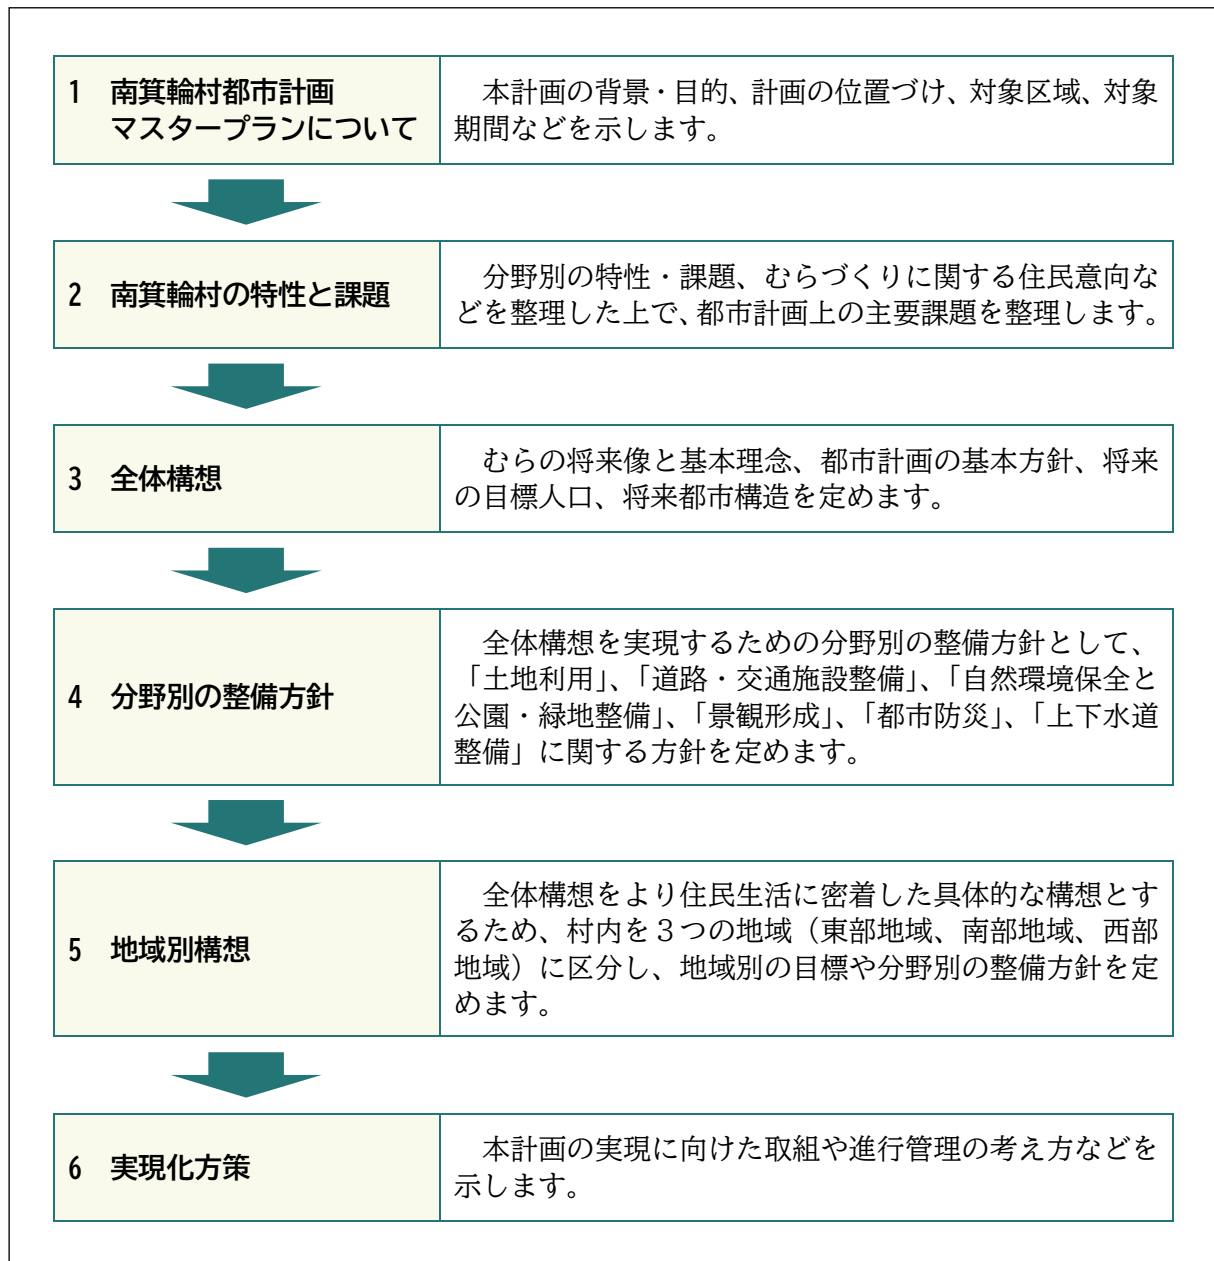 1 南箕輪村都市計画
マスタープランについて
本計画の背景・目的、計画の位置づけ、対象区域、対象
期間などを示します。
2 南箕輪村の特性と課題
分野別の特性・課題、むらづくりに関する住民意向な
どを整理した上で、都市計画上の主要課題を整理します。
3 全体構想
むらの将来像と基本理念、都市計画の基本方針、将来
の目標人口、将来都市構造を定めます。
4 分野別の整備方針
全体構想を実現するための分野別の整備方針として、
「土地利用」、「道路・交通施設整備」、「自然環境保全と
公園・緑地整備」、「景観形成」、「都市防災」、「上下水道
整備」に関する方針を定めます。
5 地域別構想
全体構想をより住民生活に密着した具体的な構想とす
るため、村内を３つの地域（東部地域、南部地域、西部
地域）に区分し、地域別の目標や分野別の整備方針を定
めます。
6 実現化方策
本計画の実現に向けた取組や進行管理の考え方などを
示します。